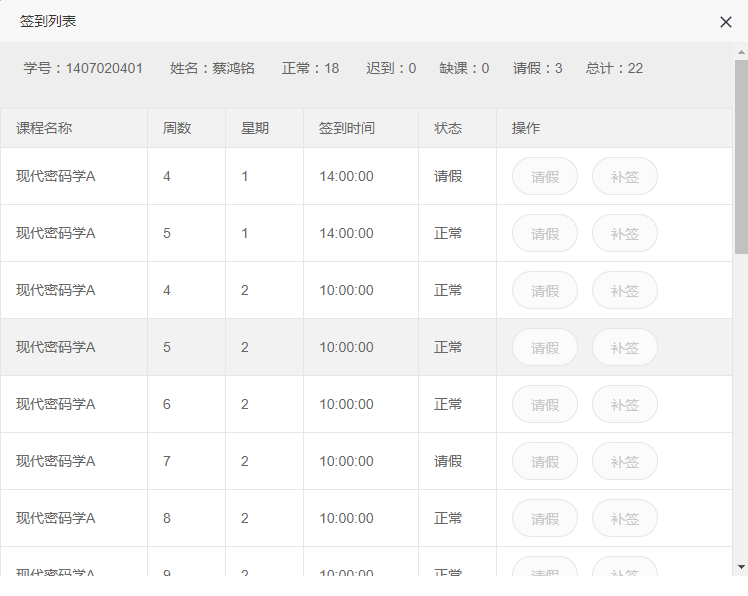 签到列表
学号：1407020401 姓名：蔡鸿铭 正常：18 迟到：0 缺课：0 请假：3 总计：22
课程名称 周数 星期 签到时间 状态 操作
现代密码学A 4 1 14:00:00 请假 请假 补签
现代密码学A 5 1 14:00:00 正常 请假 补签
现代密码学A 4 2 10:00:00 正常 请假 补签
现代密码学A 5 2 10:00:00 正常 请假 补签
现代密码学A 6 2 10:00:00 正常 请假 补签
现代密码学A 7 2 10:00:00 请假 请假 补签
现代密码学A 8 2 10:00:00 正常 请假 补签
现代密码学A 9 2 10:00:00 正常 请假 补签